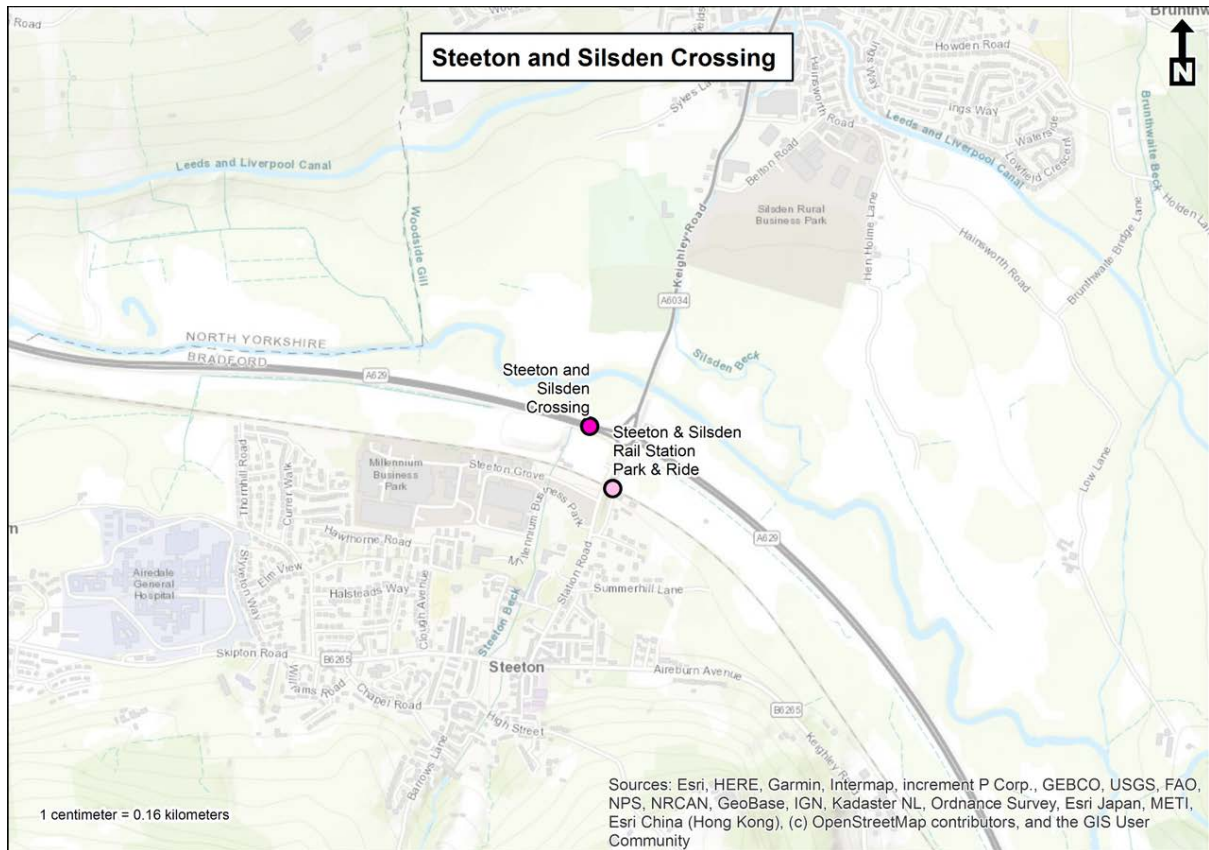 Steeton and Silsden Crossing
N
Howden Road
Hainsworth Road
Sykes La
ings Way
Waterside
Lowfield Crescent
Brunthwaite Beck
Leeds and Liverpool Canal
Leeds and Liverpool Canal
Belton Road
Holden La
Silsden Rural
Business Park
Hen Holme Lane
Hainsworth Road
Brunthwaite Bridge Lane
Woodside Gill
Keighley Road
A6034
NORTH YORKSHIRE
BRADFORD
Silsden Beck
A629
Steeton and
Silsden
Crossing
Steeton & Silsden
Rail Station
Park & Ride
Low Lane
Thornhill Road
Currer Walk
Millennium
Business
Park
Steeton Grove
Millennium Business Park
Hawthorne Road
A629
Airedale
General
Hospital
Styveton Way
Elm View
Halsteads Way
Clough Avenue
Station Road
Summerhill Lane
Steeton Beck
Skipton Road
B6265
Steeton
Aireburn Avenue
Williams Road
Chapel Road
High Street
B6265
Barrows Lane
Keighley Road
1 centimeter = 0.16 kilometers
Sources: Esri, HERE, Garmin, Intermap, increment P Corp., GEBCO, USGS, FAO,
NPS, NRCAN, GeoBase, IGN, Kadaster NL, Ordnance Survey, Esri Japan, METI,
Esri China (Hong Kong), (c) OpenStreetMap contributors, and the GIS User
Community